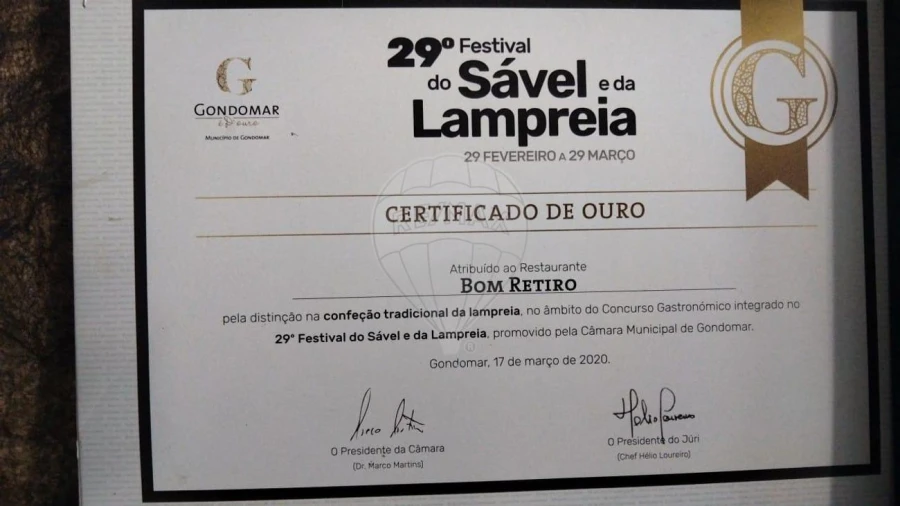 G
GONDOMAR
é D'ouro
MUNICÍPIO DE GONDOMAR
29º Festival
do Sável e da
Lampreia
29 FEVEREIRO A 29 MARÇO
G
CERTIFICADO DE OURO
RE/MAX
Atribuído ao Restaurante
BOM RETIRO
pela distinção na confeção tradicional da lampreia, no âmbito do Concurso Gastronómico integrado no
29º Festival do Sável e da Lampreia, promovido pela Câmara Municipal de Gondomar.
Gondomar, 17 de março de 2020.
O Presidente da Câmara
(Dr. Marco Martins)
O Presidente do Júri
(Chef Hélio Loureiro)